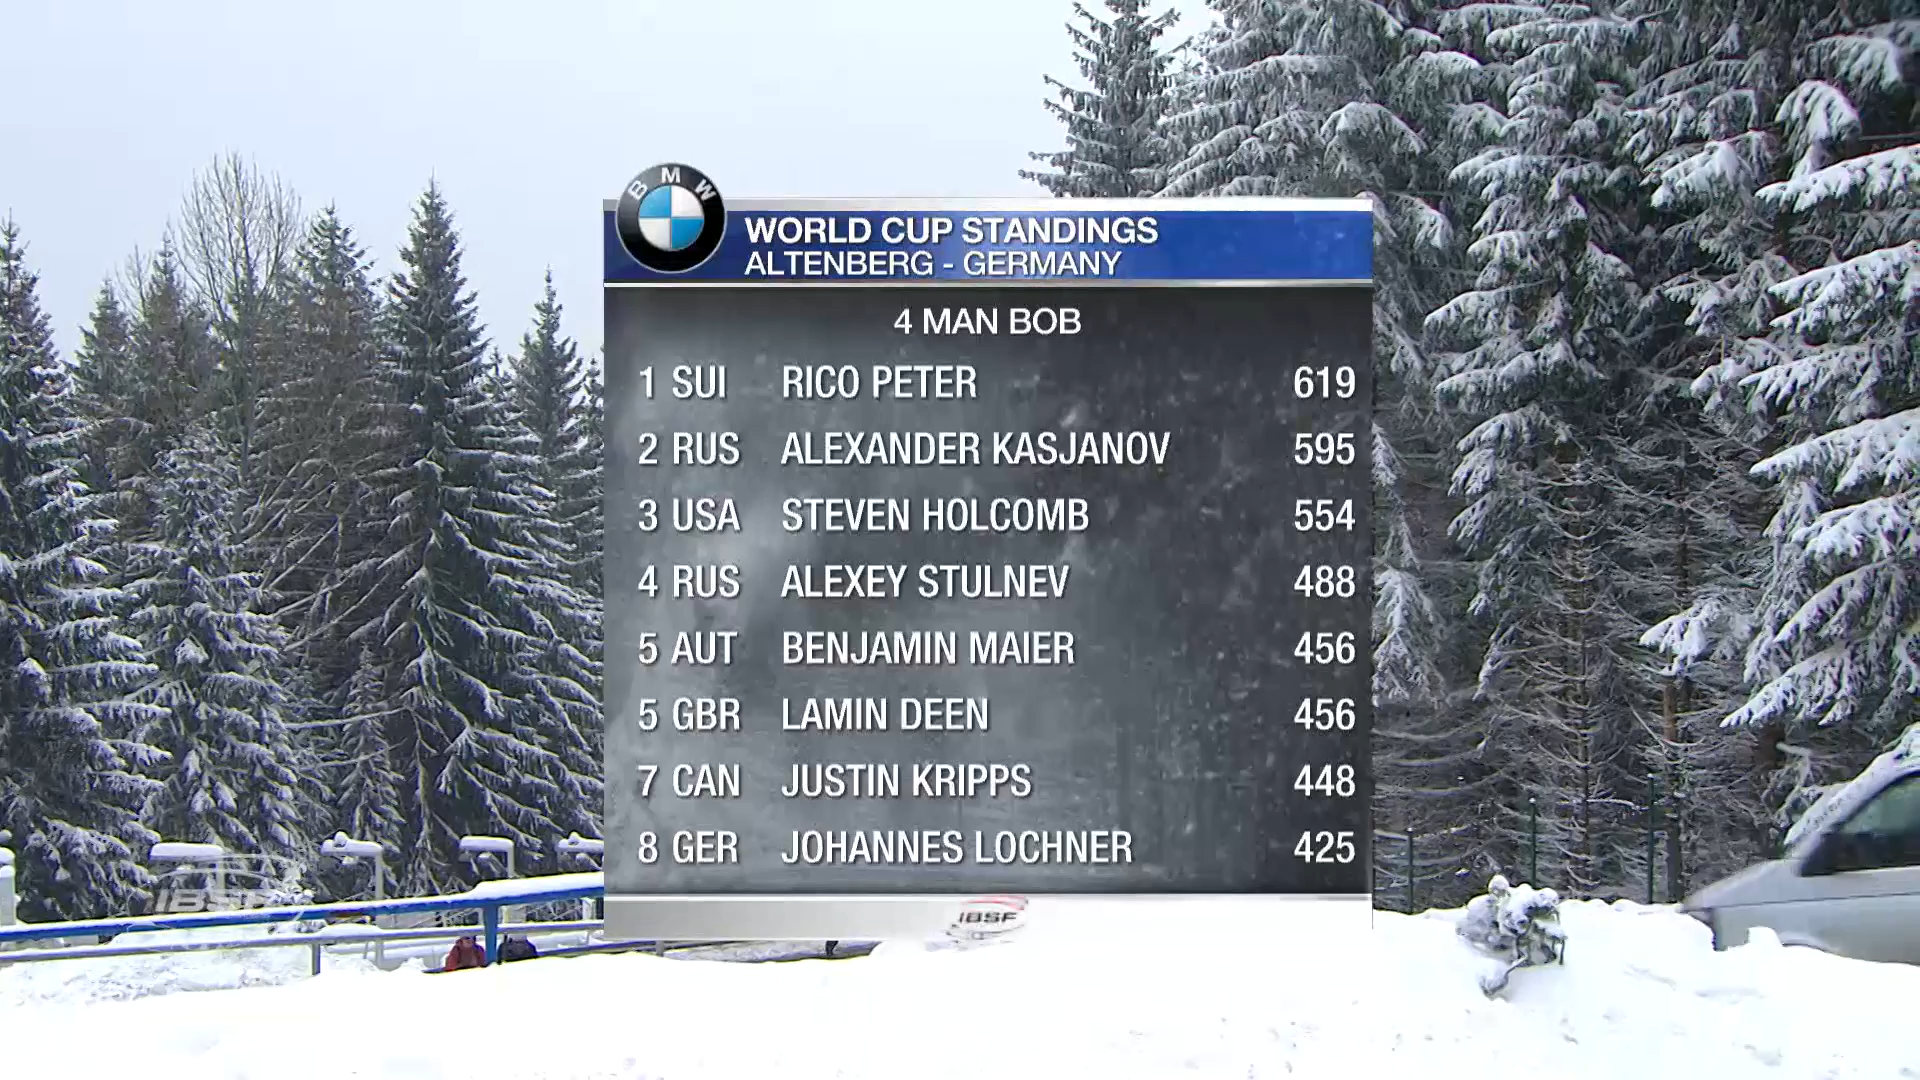 BMW
WORLD CUP STANDINGS
ALTENBERG - GERMANY
4 MAN BOB
1 SUI RICO PETER 619
2 RUS ALEXANDER KASJANOV 595
3 USA STEVEN HOLCOMB 554
4 RUS ALEXEY STULNEV 488
5 AUT BENJAMIN MAIER 456
5 GBR LAMIN DEEN 456
7 CAN JUSTIN KRIPPS 448
8 GER JOHANNES LOCHNER 425
IBSF
IBSF